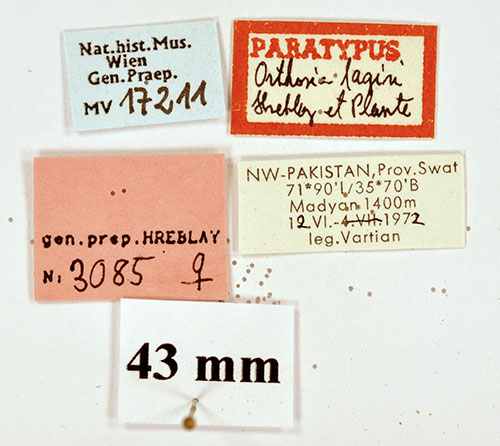 Nat.hist.Mus.
Wien
Gen.Praep.
MV 17211
PARATYPUS
Orthosia lagiri
Hreblay et Plante
gen.prep.HREBLAY
N: 3085 ♀
NW-PAKISTAN,Prov.Swat
71*90'L/35*70'B
Madyan 1400m
12 VI.-4.VII.1972
leg.Vartian
43 mm